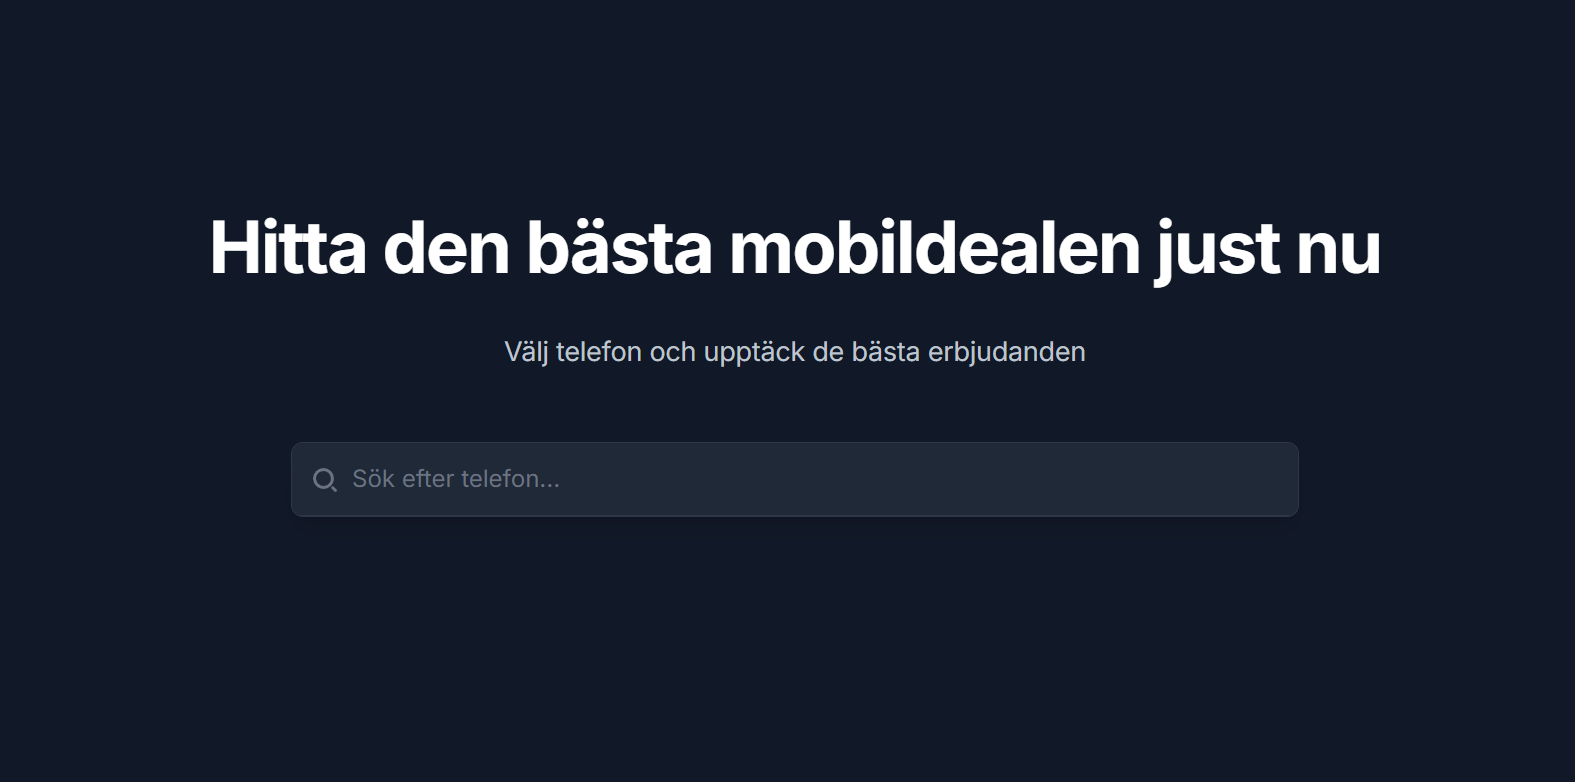 Hitta den bästa mobildealen just nu
Välj telefon och upptäck de bästa erbjudanden
Sök efter telefon...